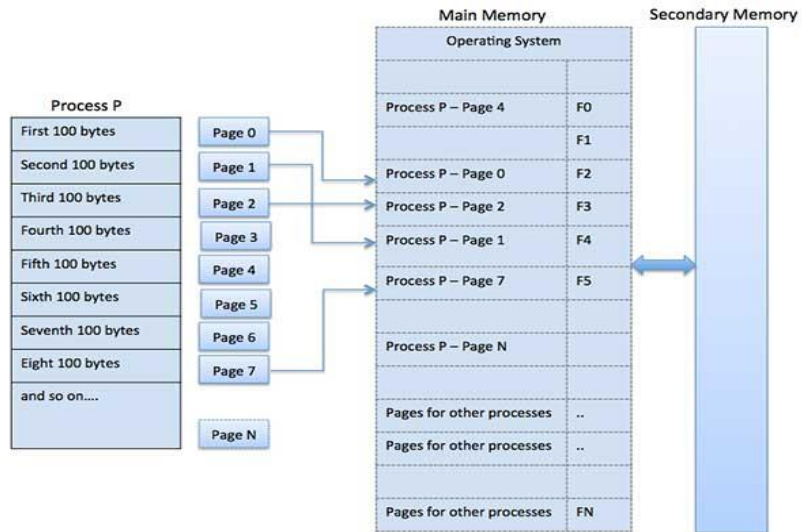 Main Memory
Secondary Memory
Operating System
Process P
First 100 bytes
Second 100 bytes
Third 100 bytes
Fourth 100 bytes
Fifth 100 bytes
Sixth 100 bytes
Seventh 100 bytes
Eight 100 bytes
and so on....
Page 0
Page 1
Page 2
Page 3
Page 4
Page 5
Page 6
Page 7
Page N
Process P – Page 4 F0
F1
Process P – Page 0 F2
Process P – Page 2 F3
Process P – Page 1 F4
Process P – Page 7 F5
Process P – Page N
Pages for other processes ..
Pages for other processes ..
Pages for other processes FN